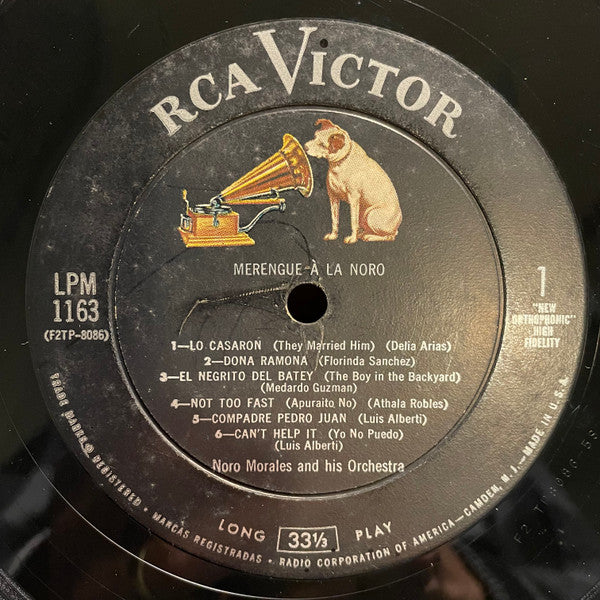 RCA VICTOR
MERENGUE A LA NORO
LPM
1163
(F2TP-8086)
1
"NEW
ORTHOPHONIC"
HIGH
FIDELITY
1—LO CASARON (They Married Him) (Delia Arias)
2—DONA RAMONA (Florinda Sanchez)
3—EL NEGRITO DEL BATEY (The Boy in the Backyard)
(Medardo Guzman)
4—NOT TOO FAST (Apuraito No) (Athala Robles)
5—COMPADRE PEDRO JUAN (Luis Alberti)
6—CAN'T HELP IT (Yo No Puedo)
(Luis Alberti)
Noro Morales and his Orchestra
LONG 33⅓ PLAY
TRADE MARKS ® REGISTERED • MARCAS REGISTRADAS • RADIO CORPORATION OF AMERICA—CAMDEN, N. J.—MADE IN U.S.A.